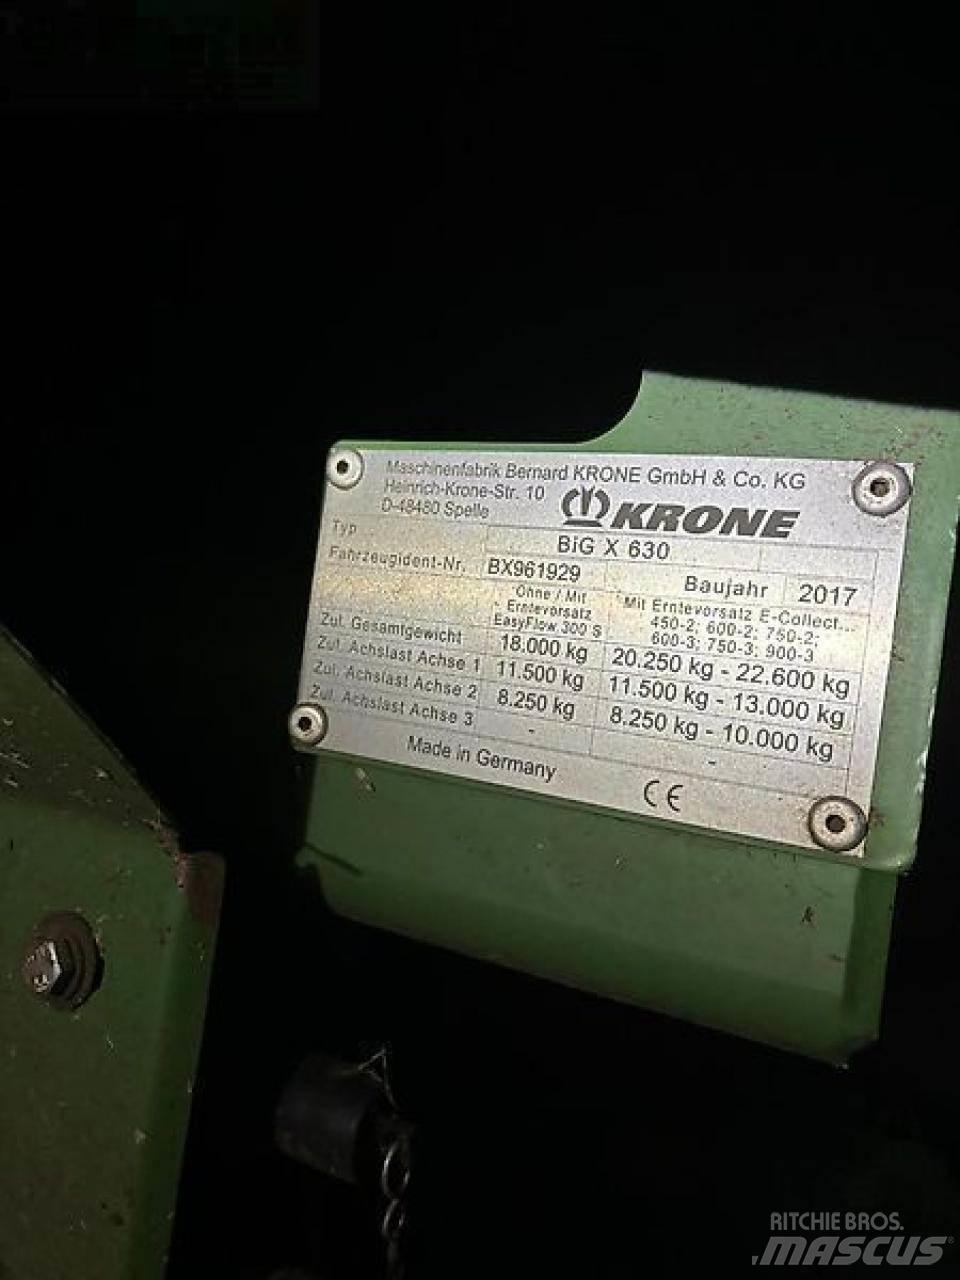 Maschinenfabrik Bernard KRONE GmbH & Co. KG
Heinrich-Krone-Str. 10
D-48480 Spelle
KRONE
Typ BiG X 630
Fahrzeugident-Nr. BX961929 Baujahr 2017
Ohne / Mit
Erntevorsatz
EasyFlow 300 S
Mit Erntevorsatz E-Collect...
450-2; 600-2; 750-2;
600-3; 750-3; 900-3
Zul. Gesamtgewicht 18.000 kg 20.250 kg - 22.600 kg
Zul. Achslast Achse 1 11.500 kg 11.500 kg - 13.000 kg
Zul. Achslast Achse 2 8.250 kg 8.250 kg - 10.000 kg
Zul. Achslast Achse 3 - -
Made in Germany CE
RITCHIE BROS.
MASCUS